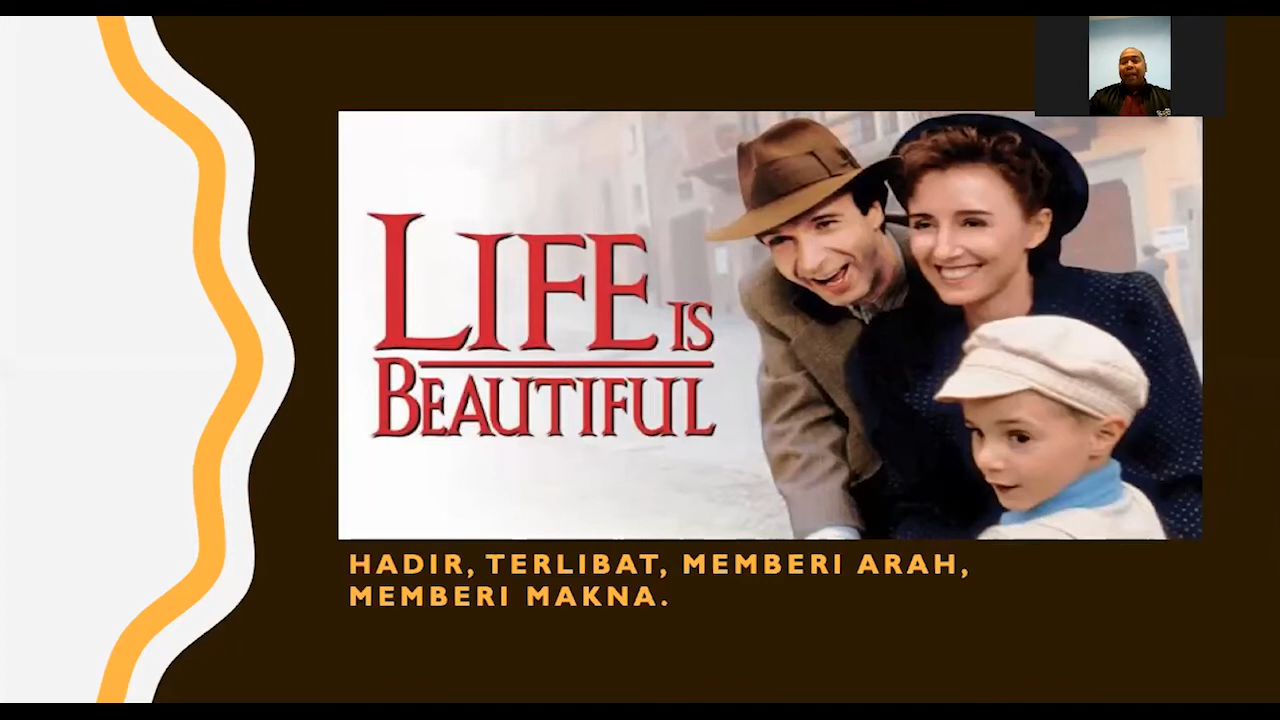 LIFE IS
BEAUTIFUL
HADIR, TERLIBAT, MEMBERI ARAH,
MEMBERI MAKNA.